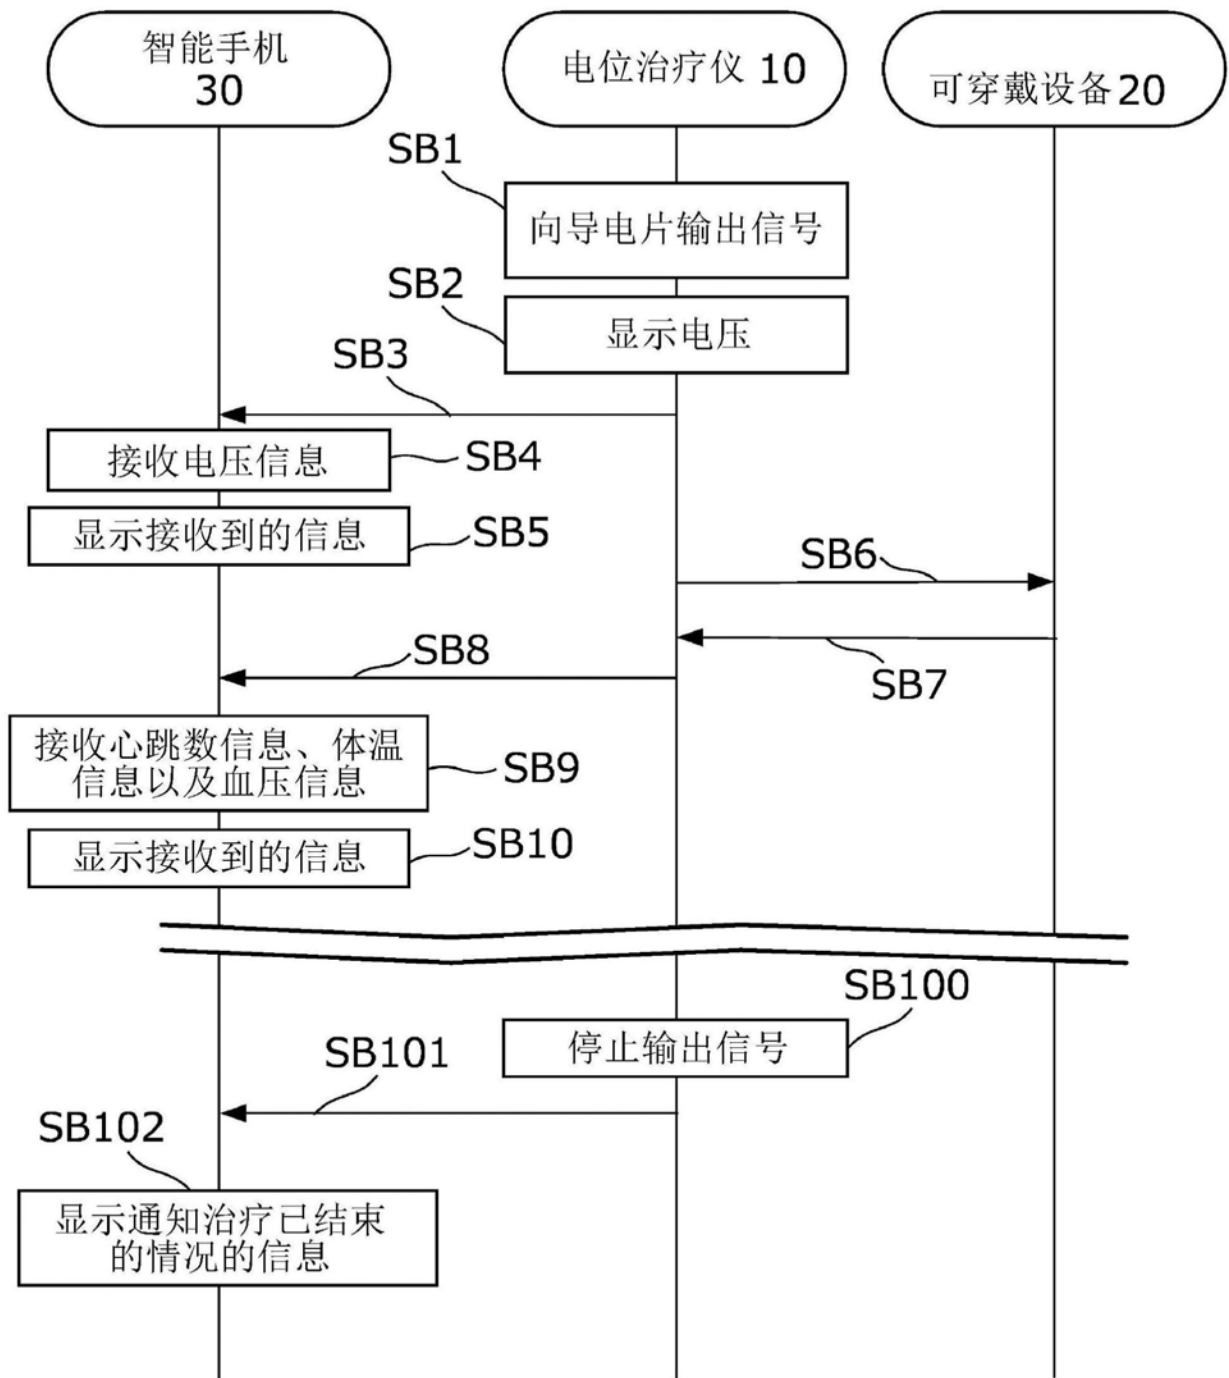 智能手机
30
电位治疗仪 10
可穿戴设备20
SB1
向导电片输出信号
SB2
显示电压
SB3
接收电压信息
SB4
显示接收到的信息
SB5
SB6
SB7
SB8
接收心跳数信息、体温
信息以及血压信息
SB9
显示接收到的信息
SB10
SB100
停止输出信号
SB101
SB102
显示通知治疗已结束
的情况的信息